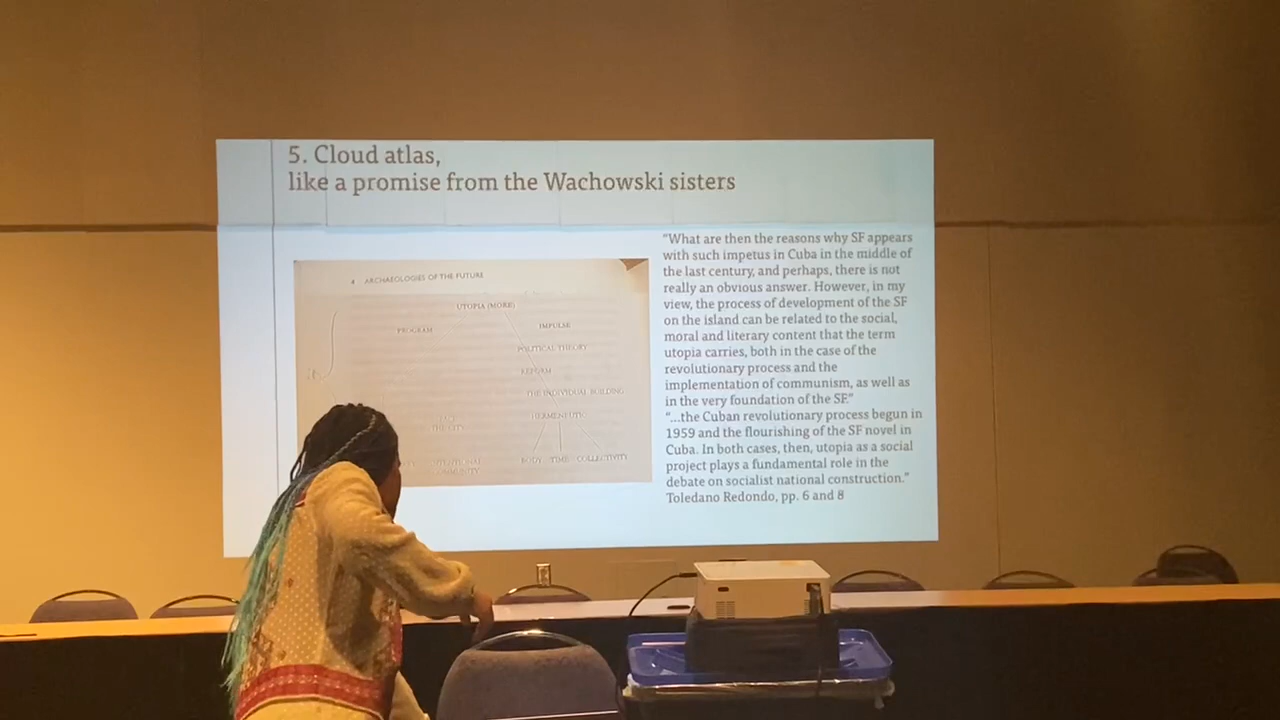 5. Cloud atlas,
like a promise from the Wachowski sisters
4 ARCHAEOLOGIES OF THE FUTURE
UTOPIA (MORE)
PROGRAM
IMPULSE
POLITICAL THEORY
REFORM
THE INDIVIDUAL BUILDING
HERMENEUTIC
THE CITY
BODY TIME COLLECTIVITY
COMMUNITY
“What are then the reasons why SF appears
with such impetus in Cuba in the middle of
the last century, and perhaps, there is not
really an obvious answer. However, in my
view, the process of development of the SF
on the island can be related to the social,
moral and literary content that the term
utopia carries, both in the case of the
revolutionary process and the
implementation of communism, as well as
in the very foundation of the SF.”
“...the Cuban revolutionary process begun in
1959 and the flourishing of the SF novel in
Cuba. In both cases, then, utopia as a social
project plays a fundamental role in the
debate on socialist national construction.”
Toledano Redondo, pp. 6 and 8